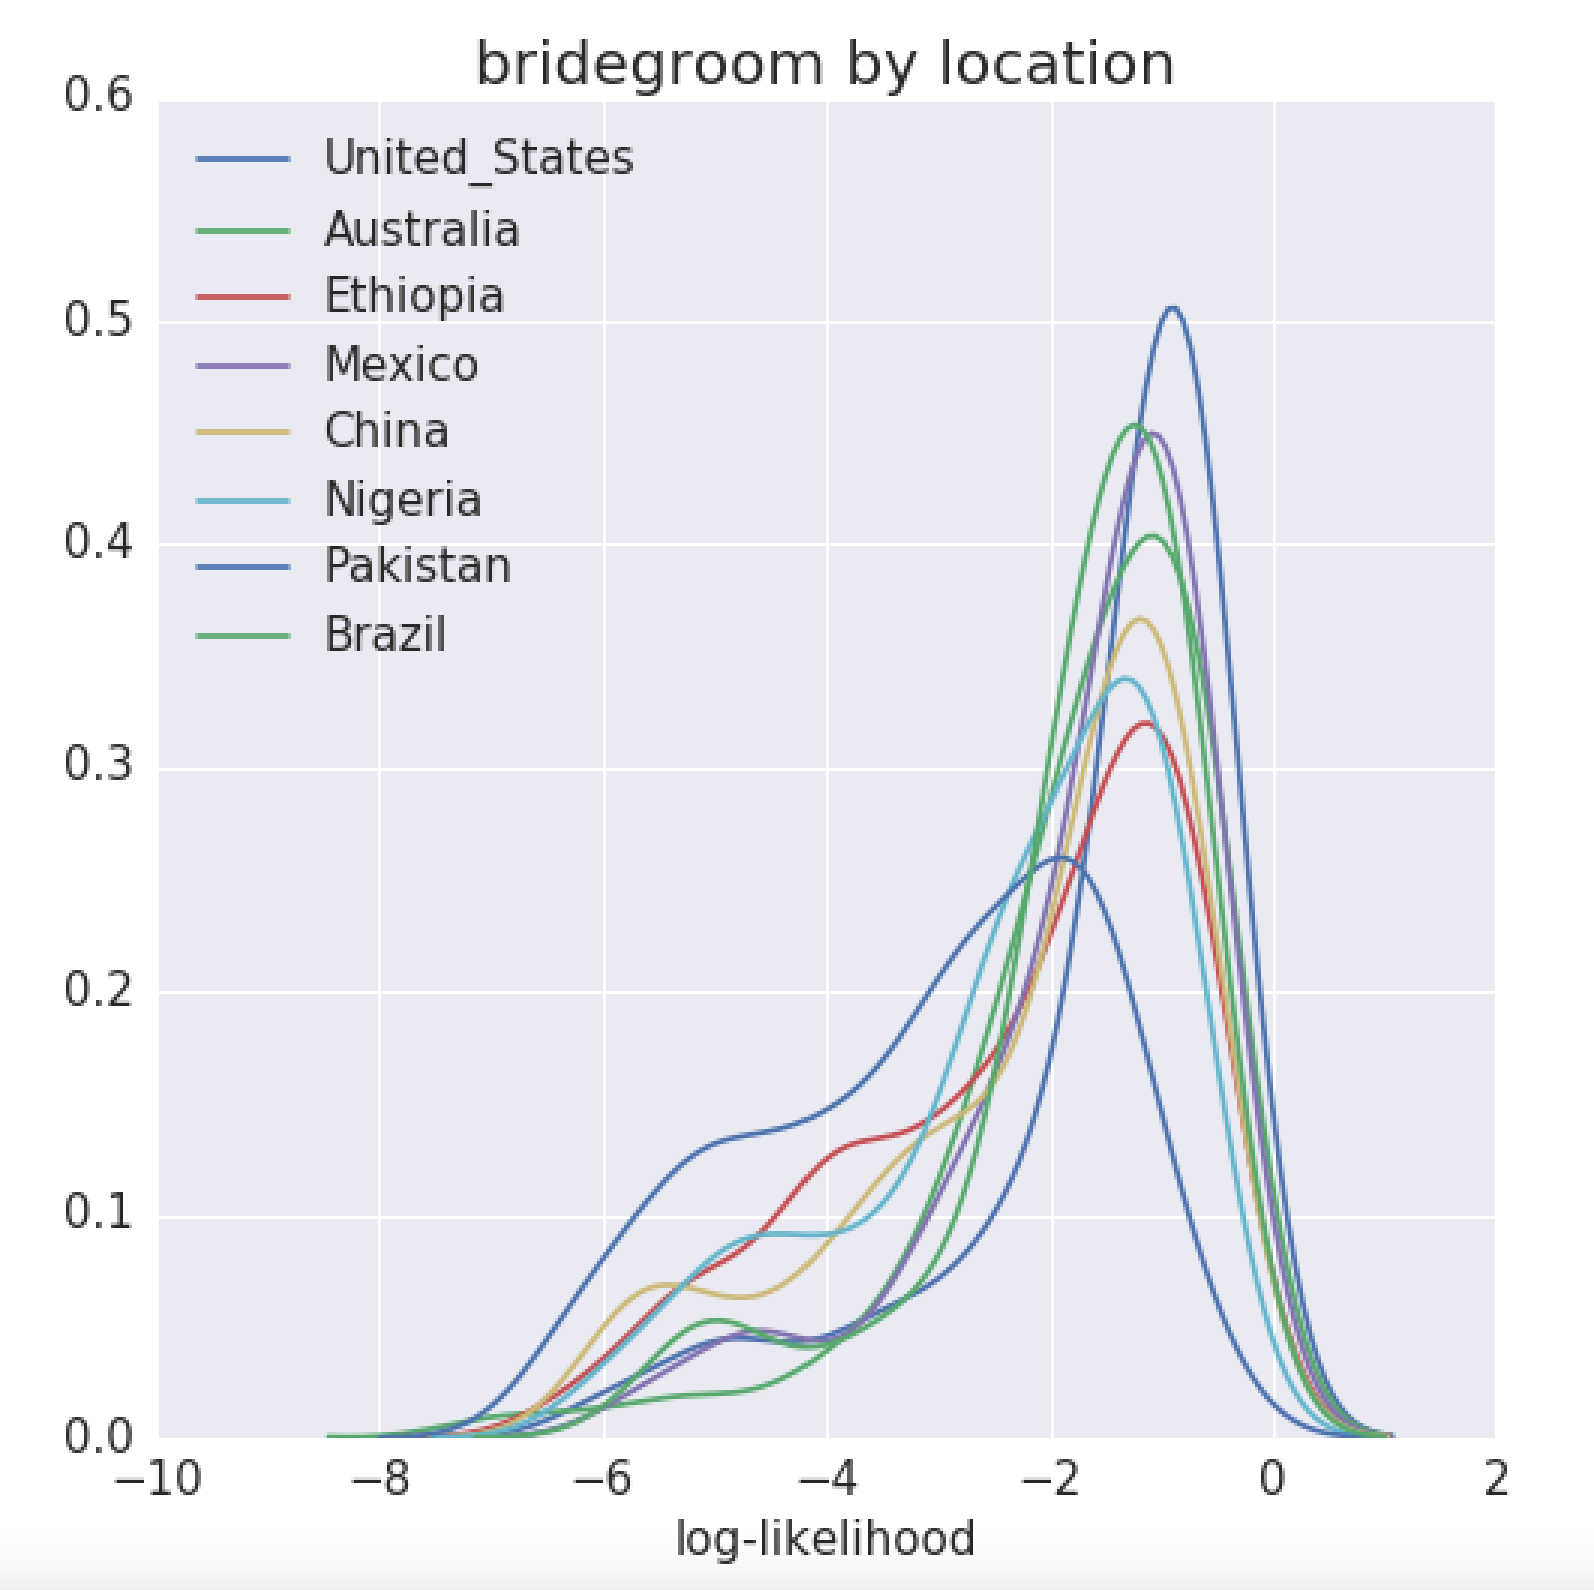 bridegroom by location
0.6
0.5
0.4
0.3
0.2
0.1
0.0
United_States
Australia
Ethiopia
Mexico
China
Nigeria
Pakistan
Brazil
−10 −8 −6 −4 −2 0 2
log-likelihood